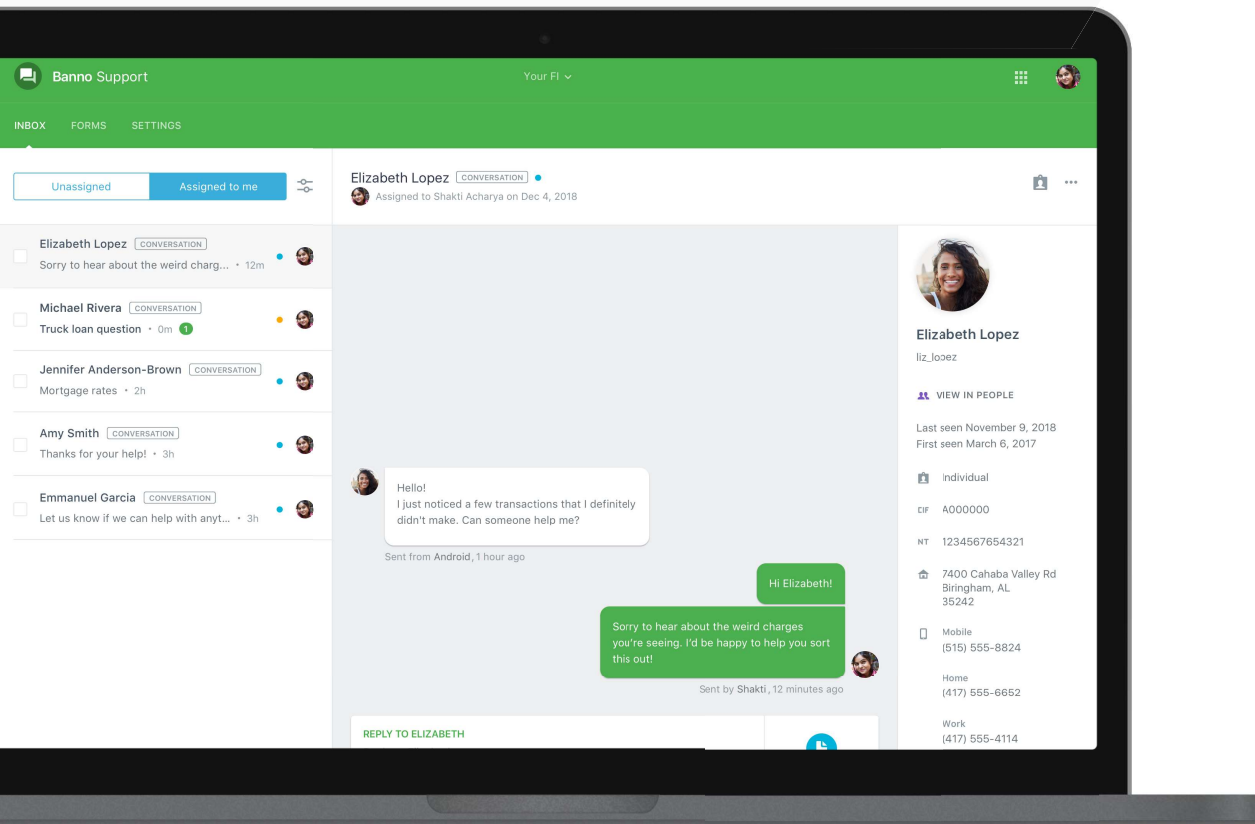 Banno Support
Your FI
INBOX FORMS SETTINGS
Unassigned Assigned to me
Elizabeth Lopez CONVERSATION
Sorry to hear about the weird charg... • 12m
Michael Rivera CONVERSATION
Truck loan question • 0m 1
Jennifer Anderson-Brown CONVERSATION
Mortgage rates • 2h
Amy Smith CONVERSATION
Thanks for your help! • 3h
Emmanuel Garcia CONVERSATION
Let us know if we can help with anyt... • 3h
Elizabeth Lopez CONVERSATION
Assigned to Shakti Acharya on Dec 4, 2018
Hello!
I just noticed a few transactions that I definitely
didn't make. Can someone help me?
Sent from Android, 1 hour ago
Hi Elizabeth!
Sorry to hear about the weird charges
you're seeing. I'd be happy to help you sort
this out!
Sent by Shakti, 12 minutes ago
REPLY TO ELIZABETH
Elizabeth Lopez
liz_lopez
VIEW IN PEOPLE
Last seen November 9, 2018
First seen March 6, 2017
Individual
CIF A000000
NT 1234567654321
7400 Cahaba Valley Rd
Biringham, AL
35242
Mobile
(515) 555-8824
Home
(417) 555-6652
Work
(417) 555-4114